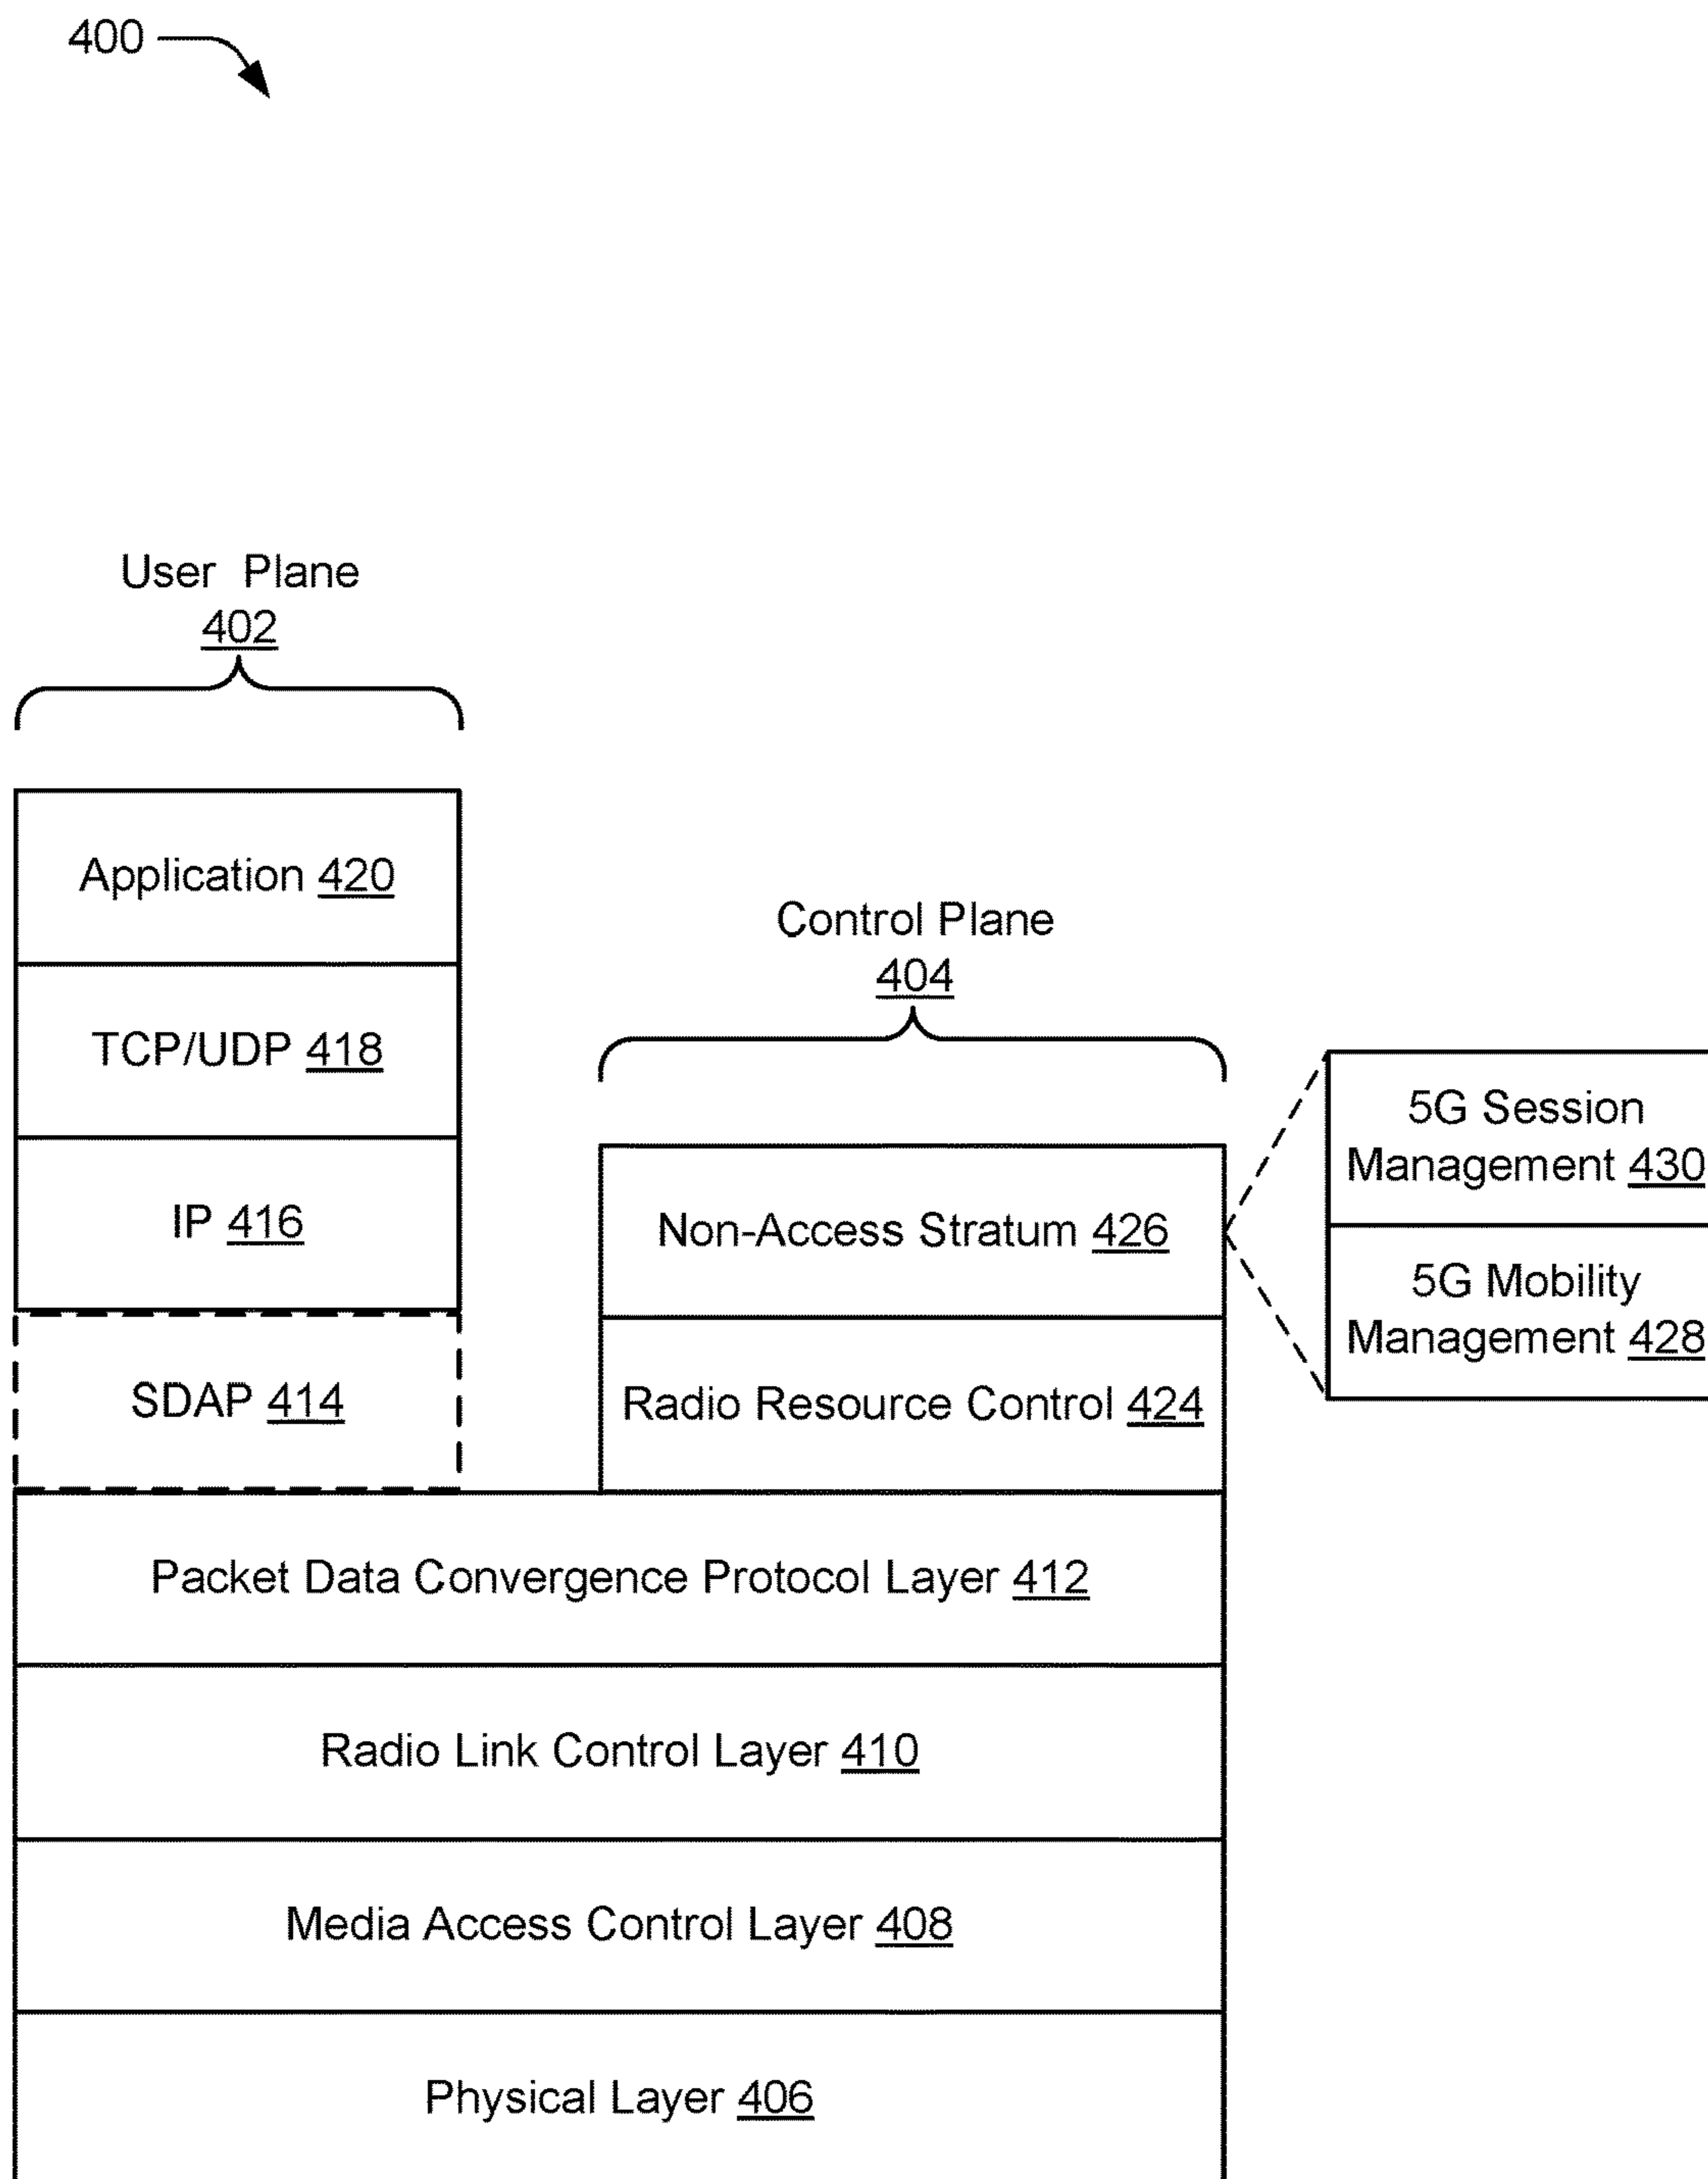 400
User Plane
402
Application 420
TCP/UDP 418
IP 416
SDAP 414
Control Plane
404
Non-Access Stratum 426
Radio Resource Control 424
5G Session
Management 430
5G Mobility
Management 428
Packet Data Convergence Protocol Layer 412
Radio Link Control Layer 410
Media Access Control Layer 408
Physical Layer 406